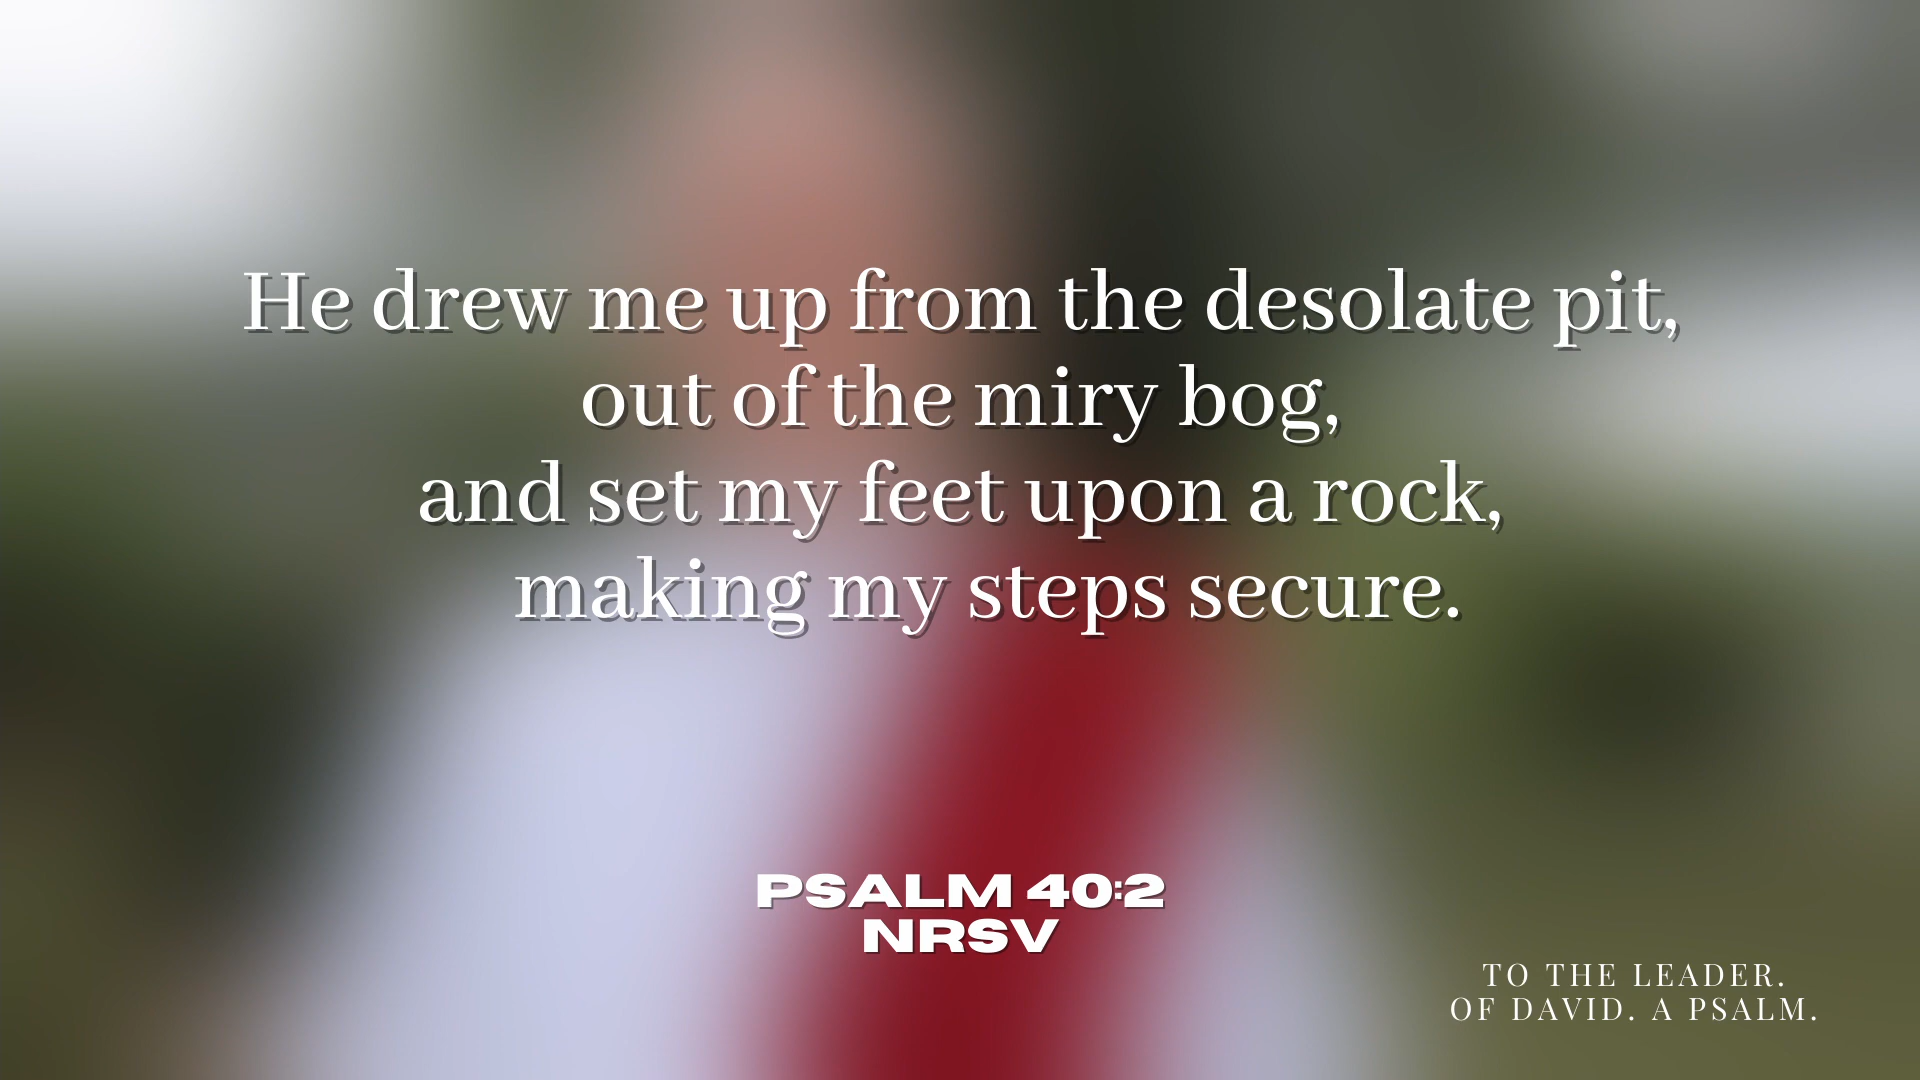 He drew me up from the desolate pit,
out of the miry bog,
and set my feet upon a rock,
making my steps secure.
PSALM 40:2
NRSV
TO THE LEADER.
OF DAVID. A PSALM.